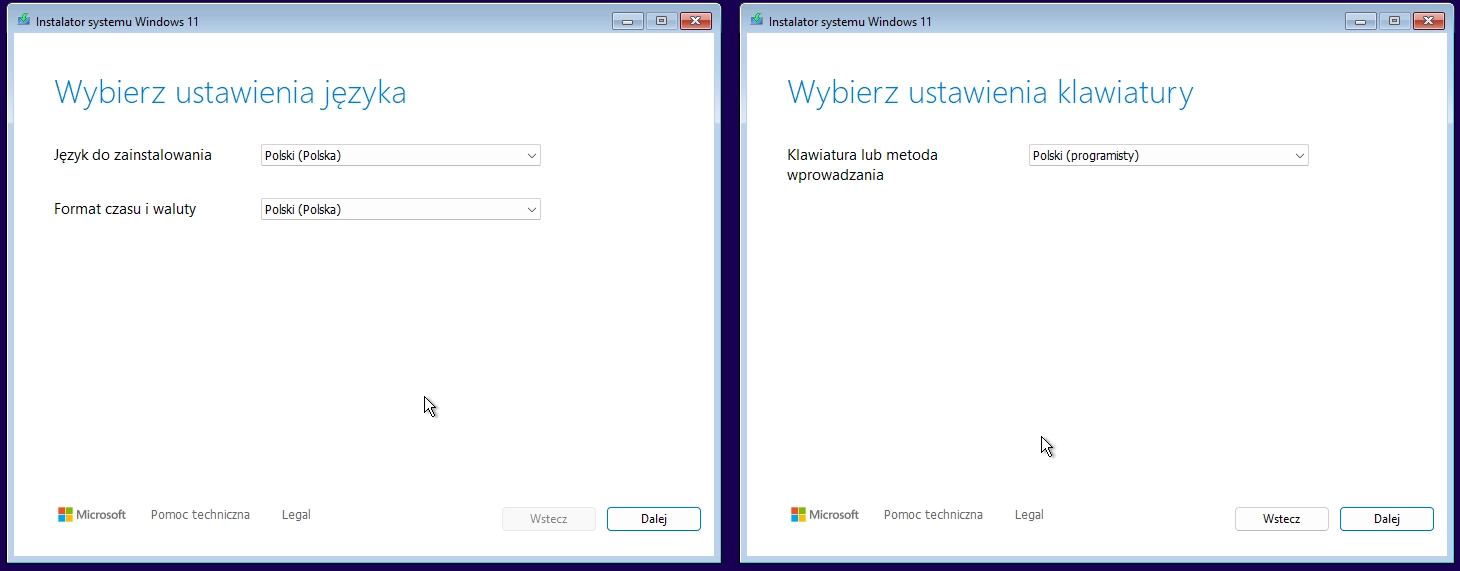 Instalator systemu Windows 11
Wybierz ustawienia języka
Język do zainstalowania
Polski (Polska)
Format czasu i waluty
Polski (Polska)
Microsoft
Pomoc techniczna
Legal
Wstecz
Dalej
Instalator systemu Windows 11
Wybierz ustawienia klawiatury
Klawiatura lub metoda
wprowadzania
Polski (programisty)
Microsoft
Pomoc techniczna
Legal
Wstecz
Dalej